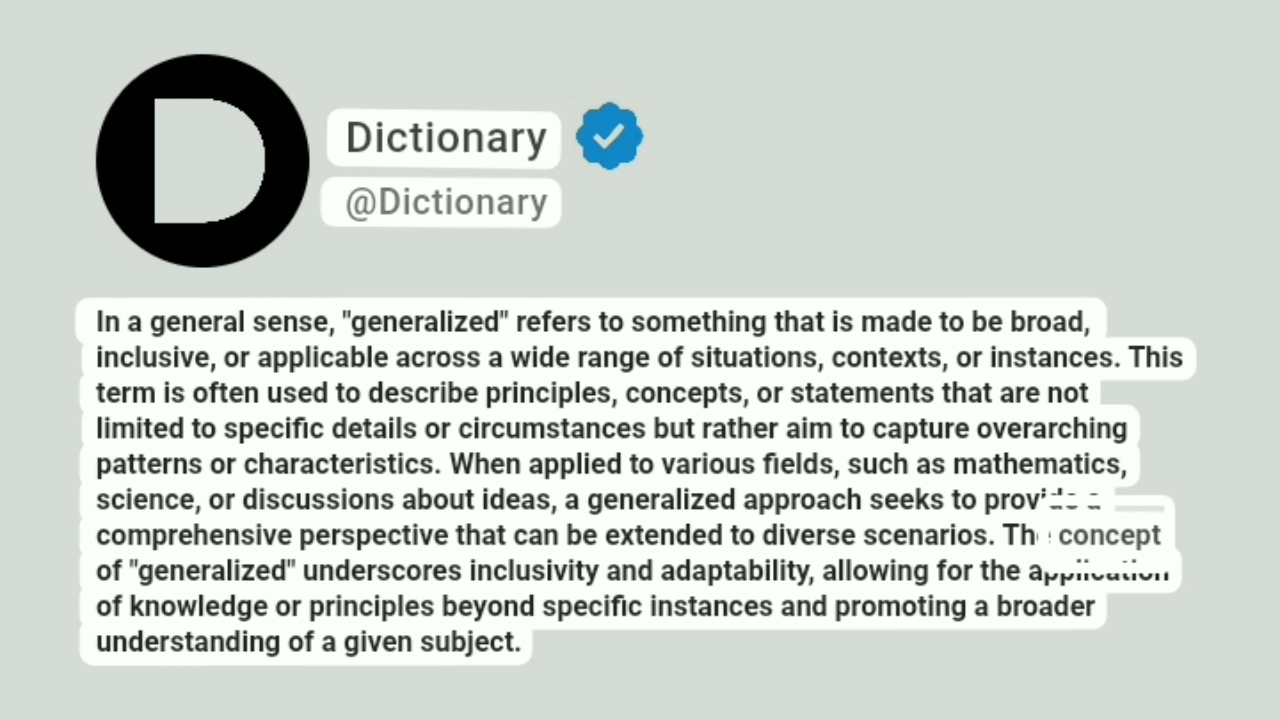 D
Dictionary
@Dictionary
In a general sense, "generalized" refers to something that is made to be broad,
inclusive, or applicable across a wide range of situations, contexts, or instances. This
term is often used to describe principles, concepts, or statements that are not
limited to specific details or circumstances but rather aim to capture overarching
patterns or characteristics. When applied to various fields, such as mathematics,
science, or discussions about ideas, a generalized approach seeks to provide a
comprehensive perspective that can be extended to diverse scenarios. The concept
of "generalized" underscores inclusivity and adaptability, allowing for the application
of knowledge or principles beyond specific instances and promoting a broader
understanding of a given subject.